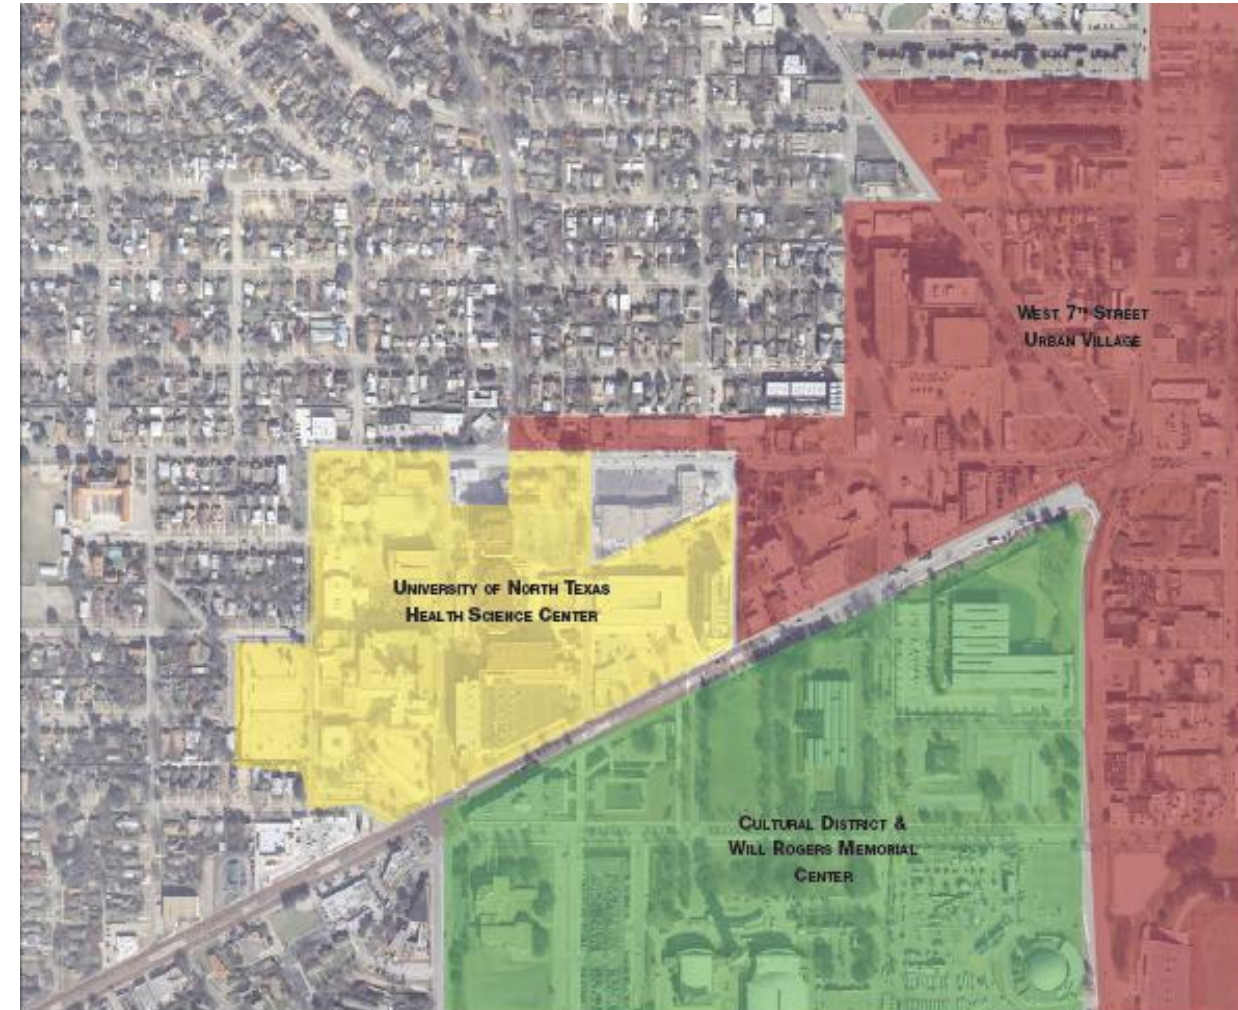 WEST 7TH STREET
URBAN VILLAGE
UNIVERSITY OF NORTH TEXAS
HEALTH SCIENCE CENTER
CULTURAL DISTRICT &
WILL ROGERS MEMORIAL
CENTER